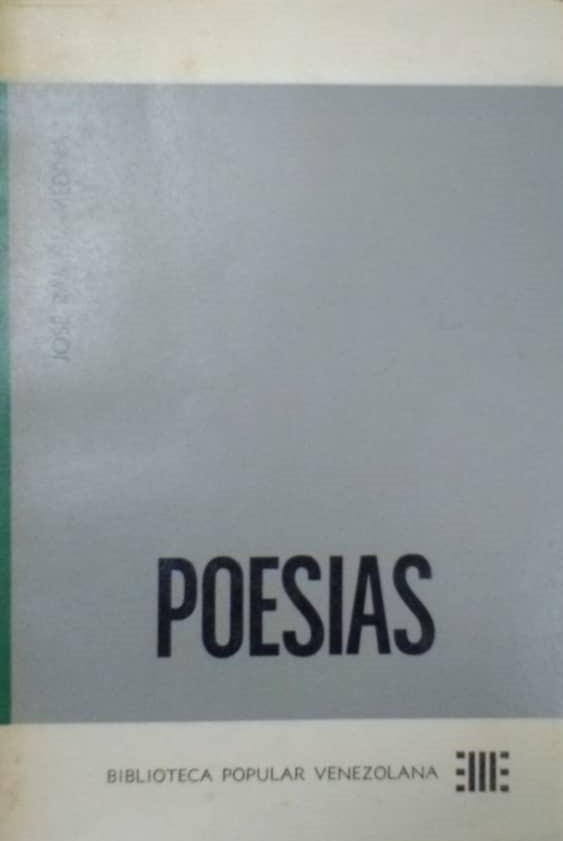 JOSE
POESIAS
BIBLIOTECA POPULAR VENEZOLANA